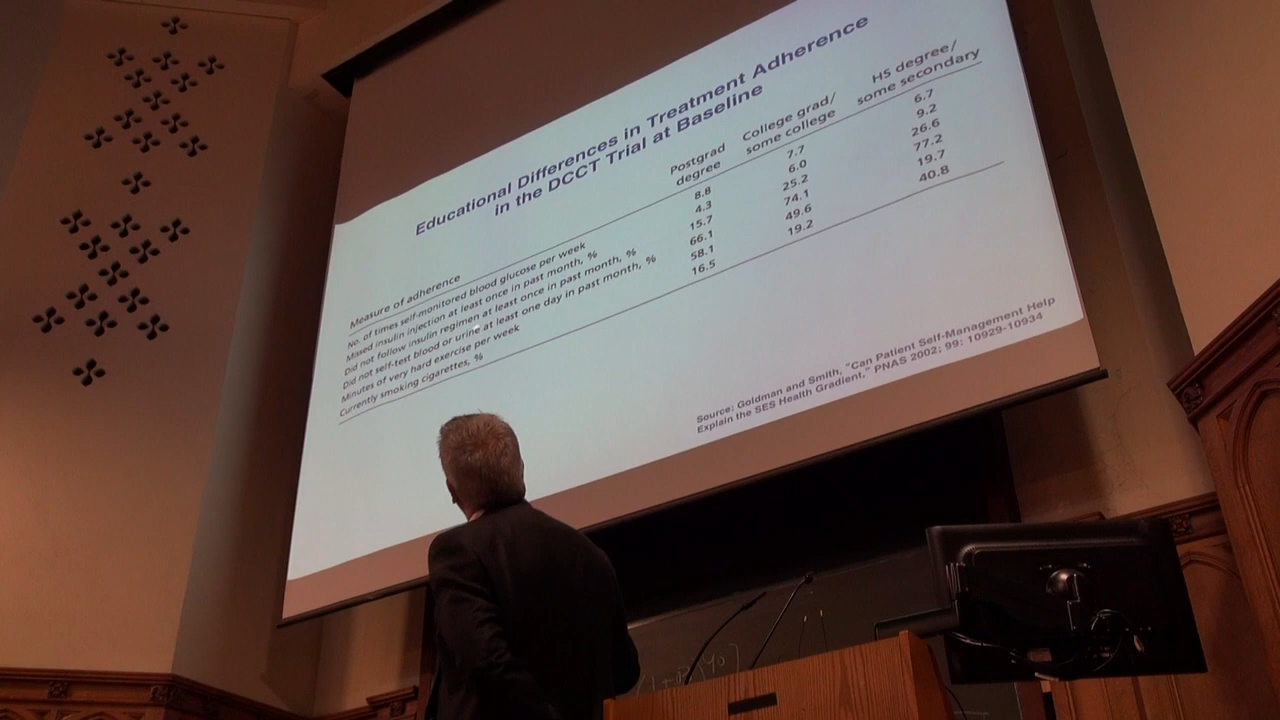 Educational Differences in Treatment Adherence
in the DCCT Trial at Baseline
Measure of adherence Postgrad degree College grad/ some college HS degree/ some secondary
No. of times self-monitored blood glucose per week 8.8 7.7 6.7
Missed insulin injection at least once in past month, % 4.3 6.0 9.2
Did not follow insulin regimen at least once in past month, % 15.7 25.2 26.6
Did not self-test blood or urine at least one day in past month, % 66.1 74.1 77.2
Minutes of very hard exercise per week 58.1 49.6 19.7
Currently smoking cigarettes, % 16.5 19.2 40.8
Source: Goldman and Smith, "Can Patient Self-Management Help
Explain the SES Health Gradient," PNAS 2002; 99: 10929-10934